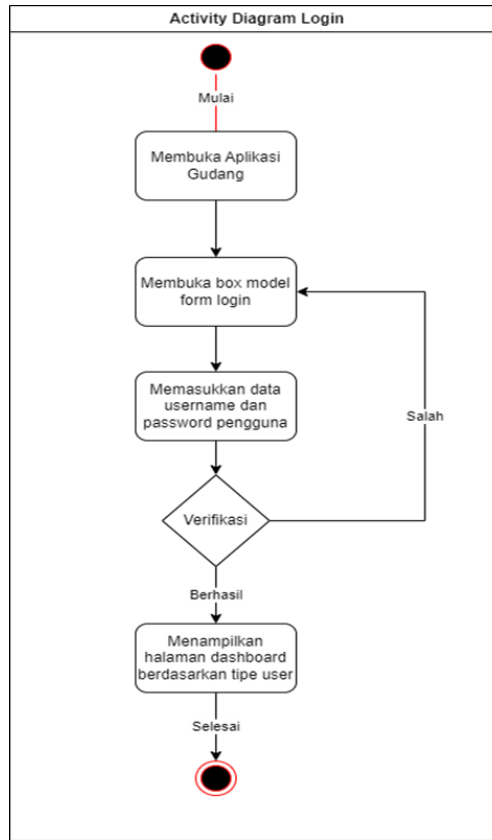 Activity Diagram Login
Mulai
Membuka Aplikasi
Gudang
Membuka box model
form login
Memasukkan data
username dan
password pengguna
Salah
Verifikasi
Berhasil
Menampilkan
halaman dashboard
berdasarkan tipe user
Selesai